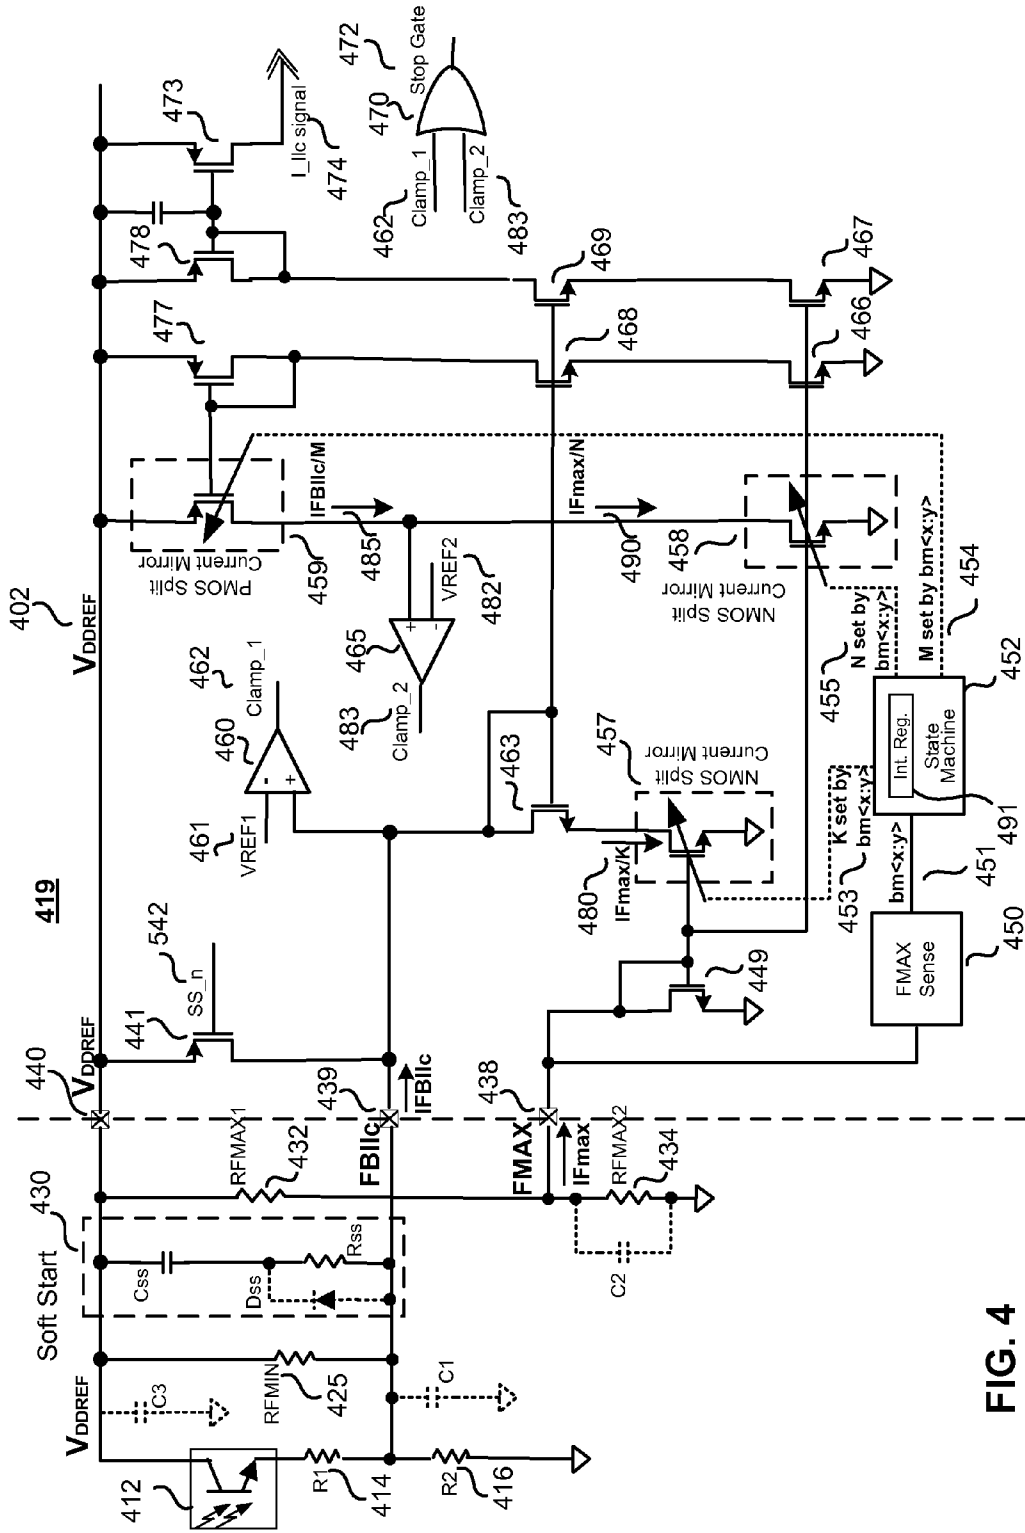 419
402
VDDREF
440
VDDREF
VDDREF
Soft Start
430
412
C3
RFMIN
425
R1
414
R2
416
C1
Css
Dss
Rss
RFMAX1
432
FBllc
439
IFBllc
FMAX
438
IFmax
RFMAX2
434
C2
441
SS_n
542
461
VREF1
-
+
460
462
Clamp_1
PMOS Split
Current Mirror
459
IFBllc/M
485
+
-
VREF2
482
465
483
Clamp_2
477
478
473
I_llc signal
474
462
Clamp_1
470
Stop Gate
472
Clamp_2
483
463
468
469
480
IFmax/K
457
NMOS Split
Current Mirror
449
IFmax/N
490
458
NMOS Split
Current Mirror
466
467
FMAX
Sense
450
bm<x:y>
451
453
K set by
bm<x:y>
Int. Reg.
State
Machine
491
452
455
N set by
bm<x:y>
M set by bm<x:y>
454
FIG. 4